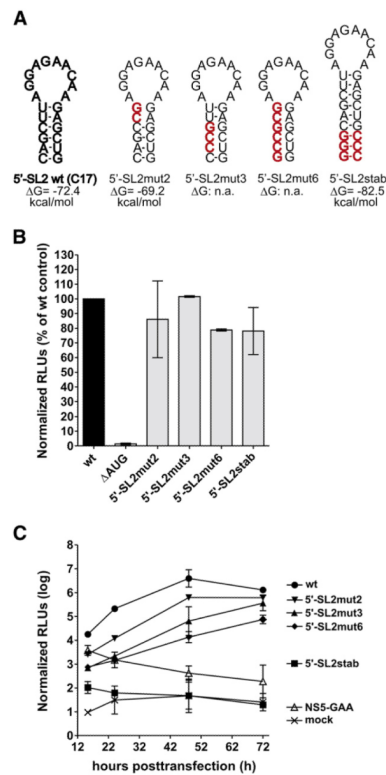 A
5'-SL2 wt (C17) 5'-SL2mut2 5'-SL2mut3 5'-SL2mut6 5'-SL2stab
ΔG= -72.4 ΔG= -69.2 ΔG: n.a. ΔG: n.a. ΔG= -82.5
kcal/mol kcal/mol kcal/mol
B
Normalized RLUs (% of wt control)
130
120
110
100
90
80
70
60
50
40
30
20
10
0
wt
ΔAUG
5'-SL2mut2
5'-SL2mut3
5'-SL2mut6
5'-SL2stab
C
Normalized RLUs (log)
8
7
6
5
4
3
2
1
0
wt
5'-SL2mut2
5'-SL2mut3
5'-SL2mut6
5'-SL2stab
NS5-GAA
mock
12 22 32 42 52 62 72
hours posttransfection (h)